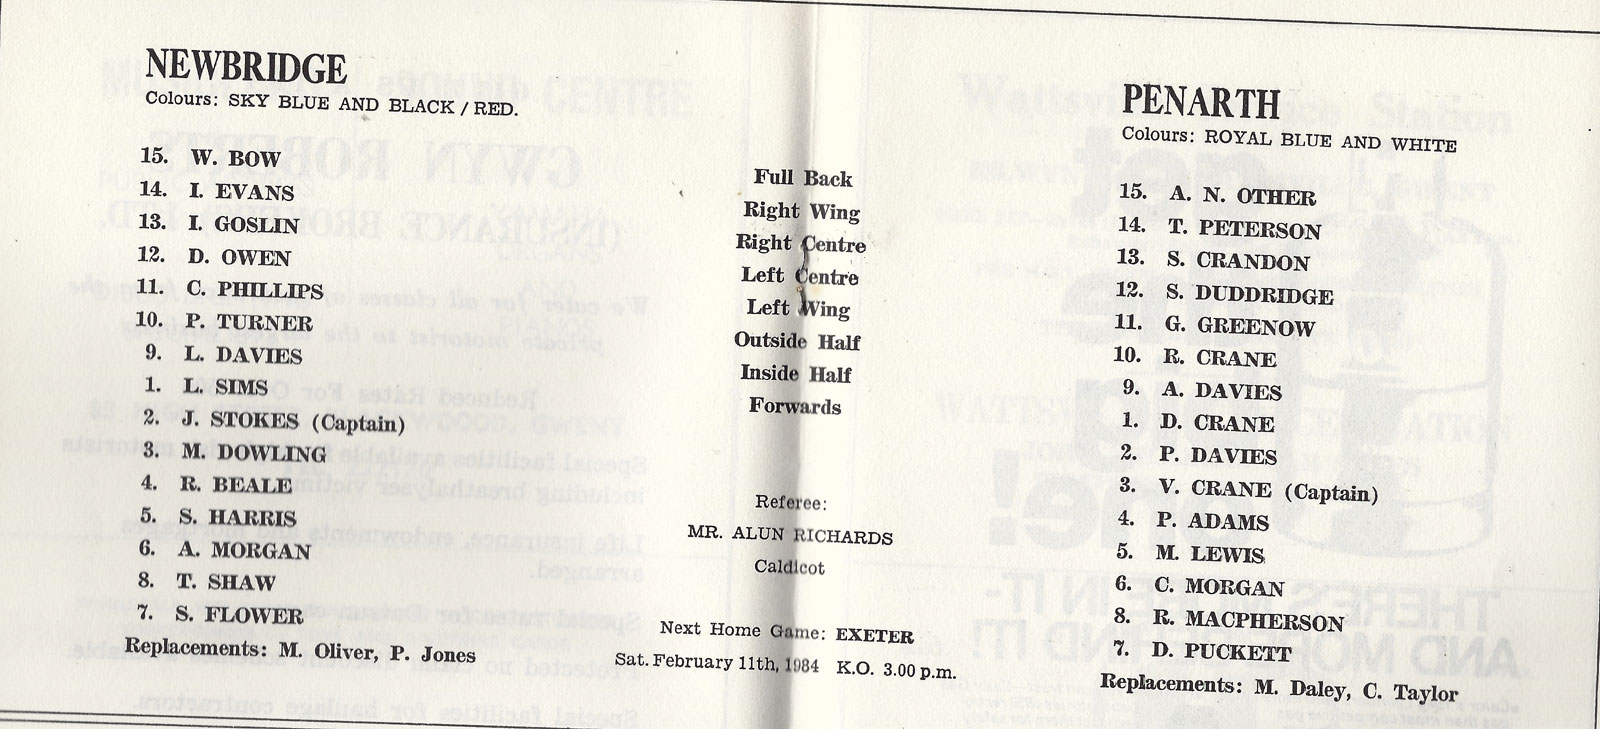 NEWBRIDGE
Colours: SKY BLUE AND BLACK / RED.
15. W. BOW
14. I. EVANS
13. I. GOSLIN
12. D. OWEN
11. C. PHILLIPS
10. P. TURNER
9. L. DAVIES
1. L. SIMS
2. J. STOKES (Captain)
3. M. DOWLING
4. R. BEALE
5. S. HARRIS
6. A. MORGAN
8. T. SHAW
7. S. FLOWER
Replacements: M. Oliver, P. Jones
Full Back
Right Wing
Right Centre
Left Centre
Left Wing
Outside Half
Inside Half
Forwards
Referee:
MR. ALUN RICHARDS
Caldicot
Next Home Game: EXETER
Sat. February 11th, 1984 K.O. 3.00 p.m.
PENARTH
Colours: ROYAL BLUE AND WHITE
15. A. N. OTHER
14. T. PETERSON
13. S. CRANDON
12. S. DUDDRIDGE
11. G. GREENOW
10. R. CRANE
9. A. DAVIES
1. D. CRANE
2. P. DAVIES
3. V. CRANE (Captain)
4. P. ADAMS
5. M. LEWIS
6. C. MORGAN
8. R. MACPHERSON
7. D. PUCKETT
Replacements: M. Daley, C. Taylor